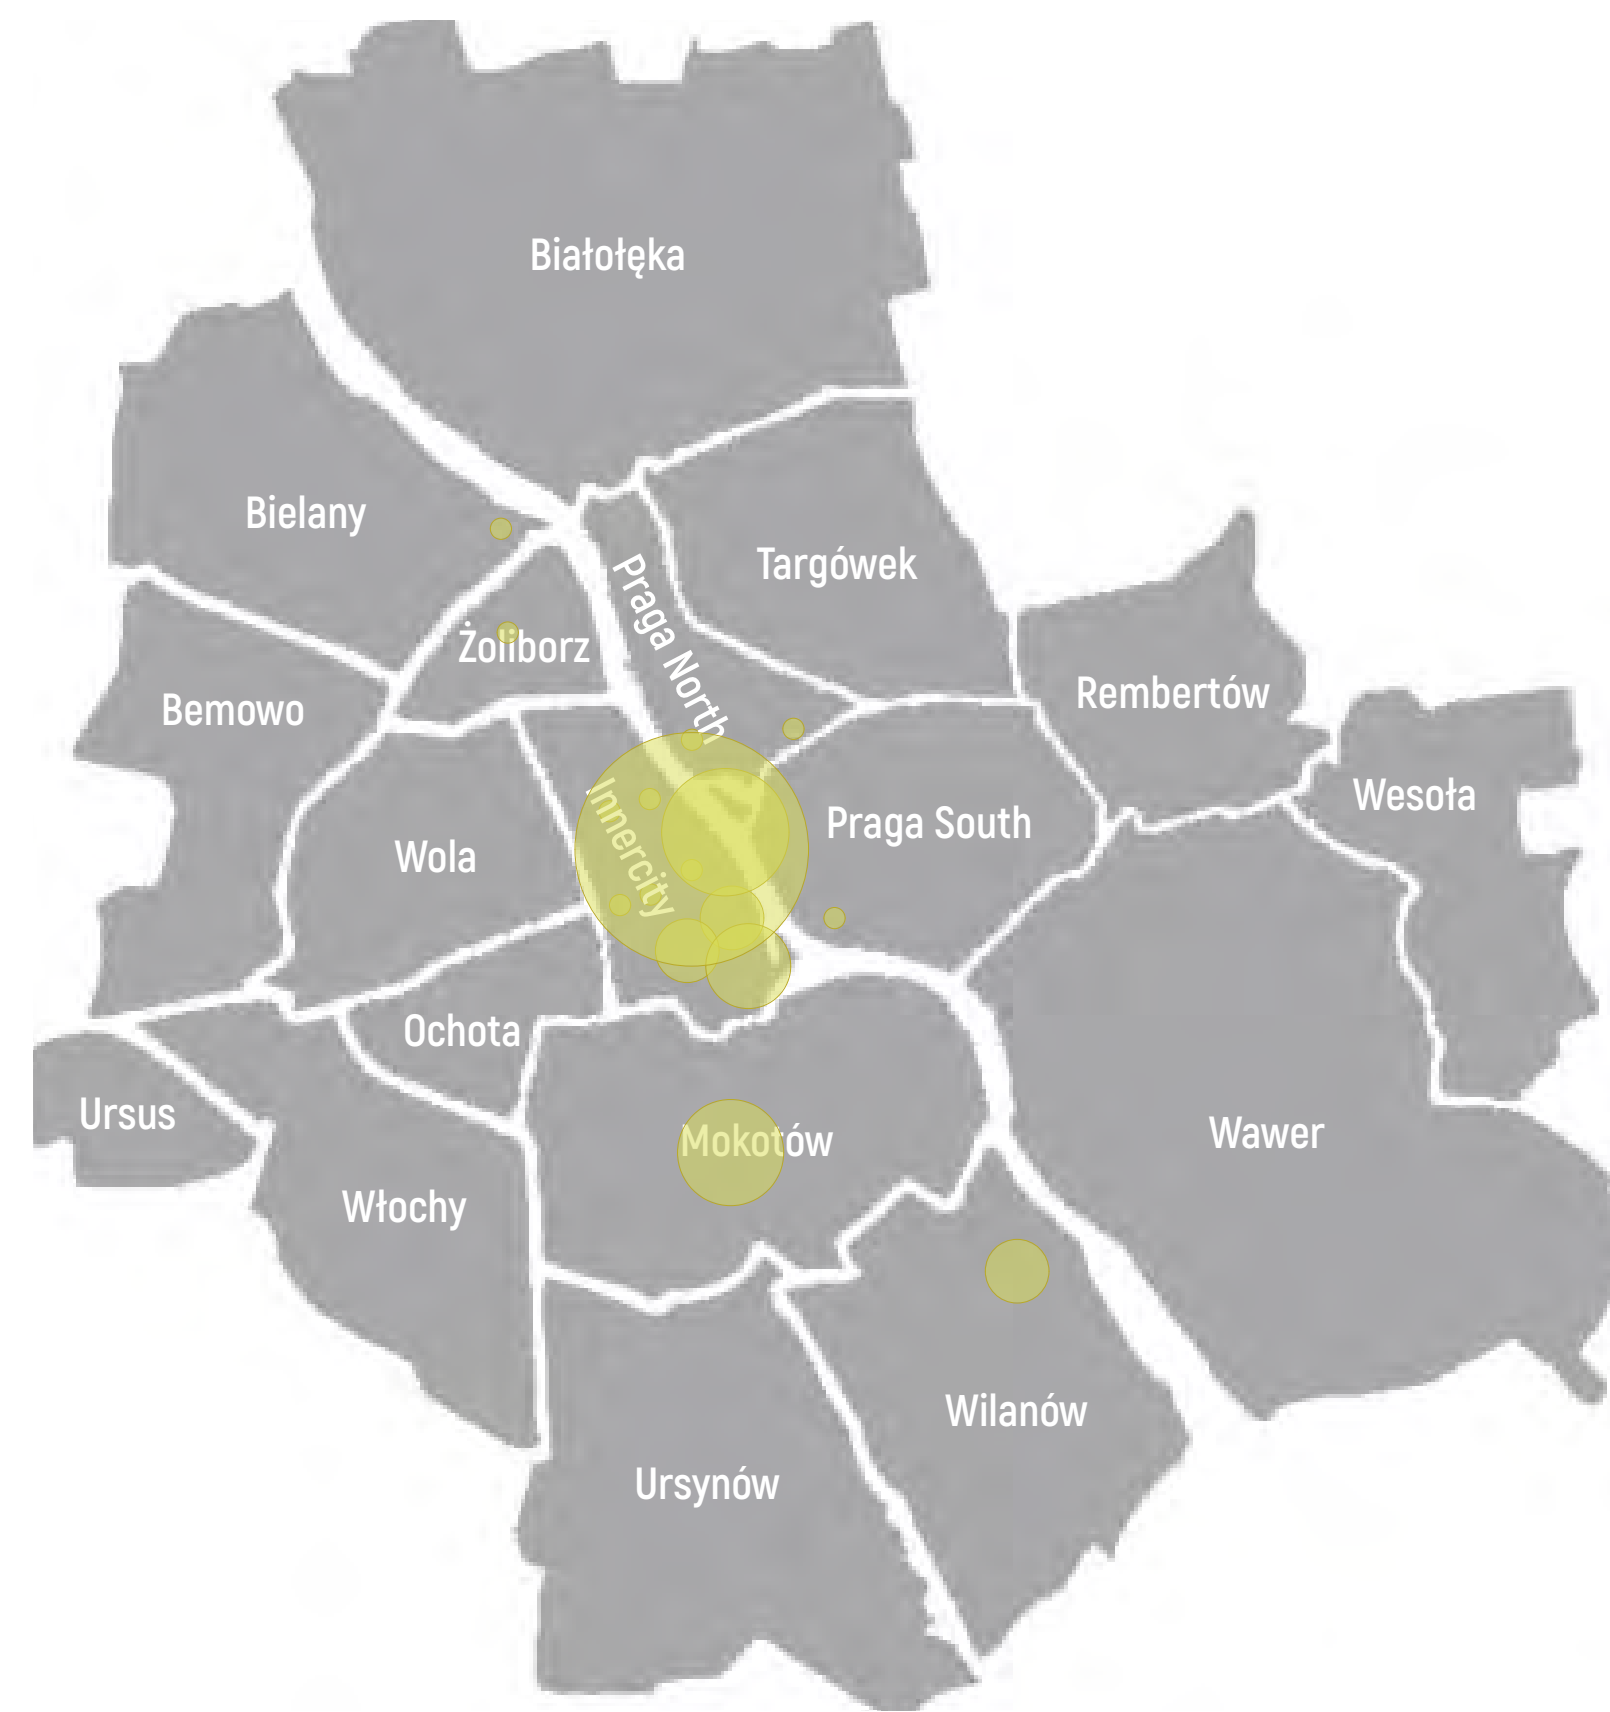 Białołęka
Bielany
Targówek
Praga North
Żoliborz
Rembertów
Bemowo
Wesoła
Innercity
Praga South
Wola
Ochota
Ursus
Mokotów
Wawer
Włochy
Wilanów
Ursynów